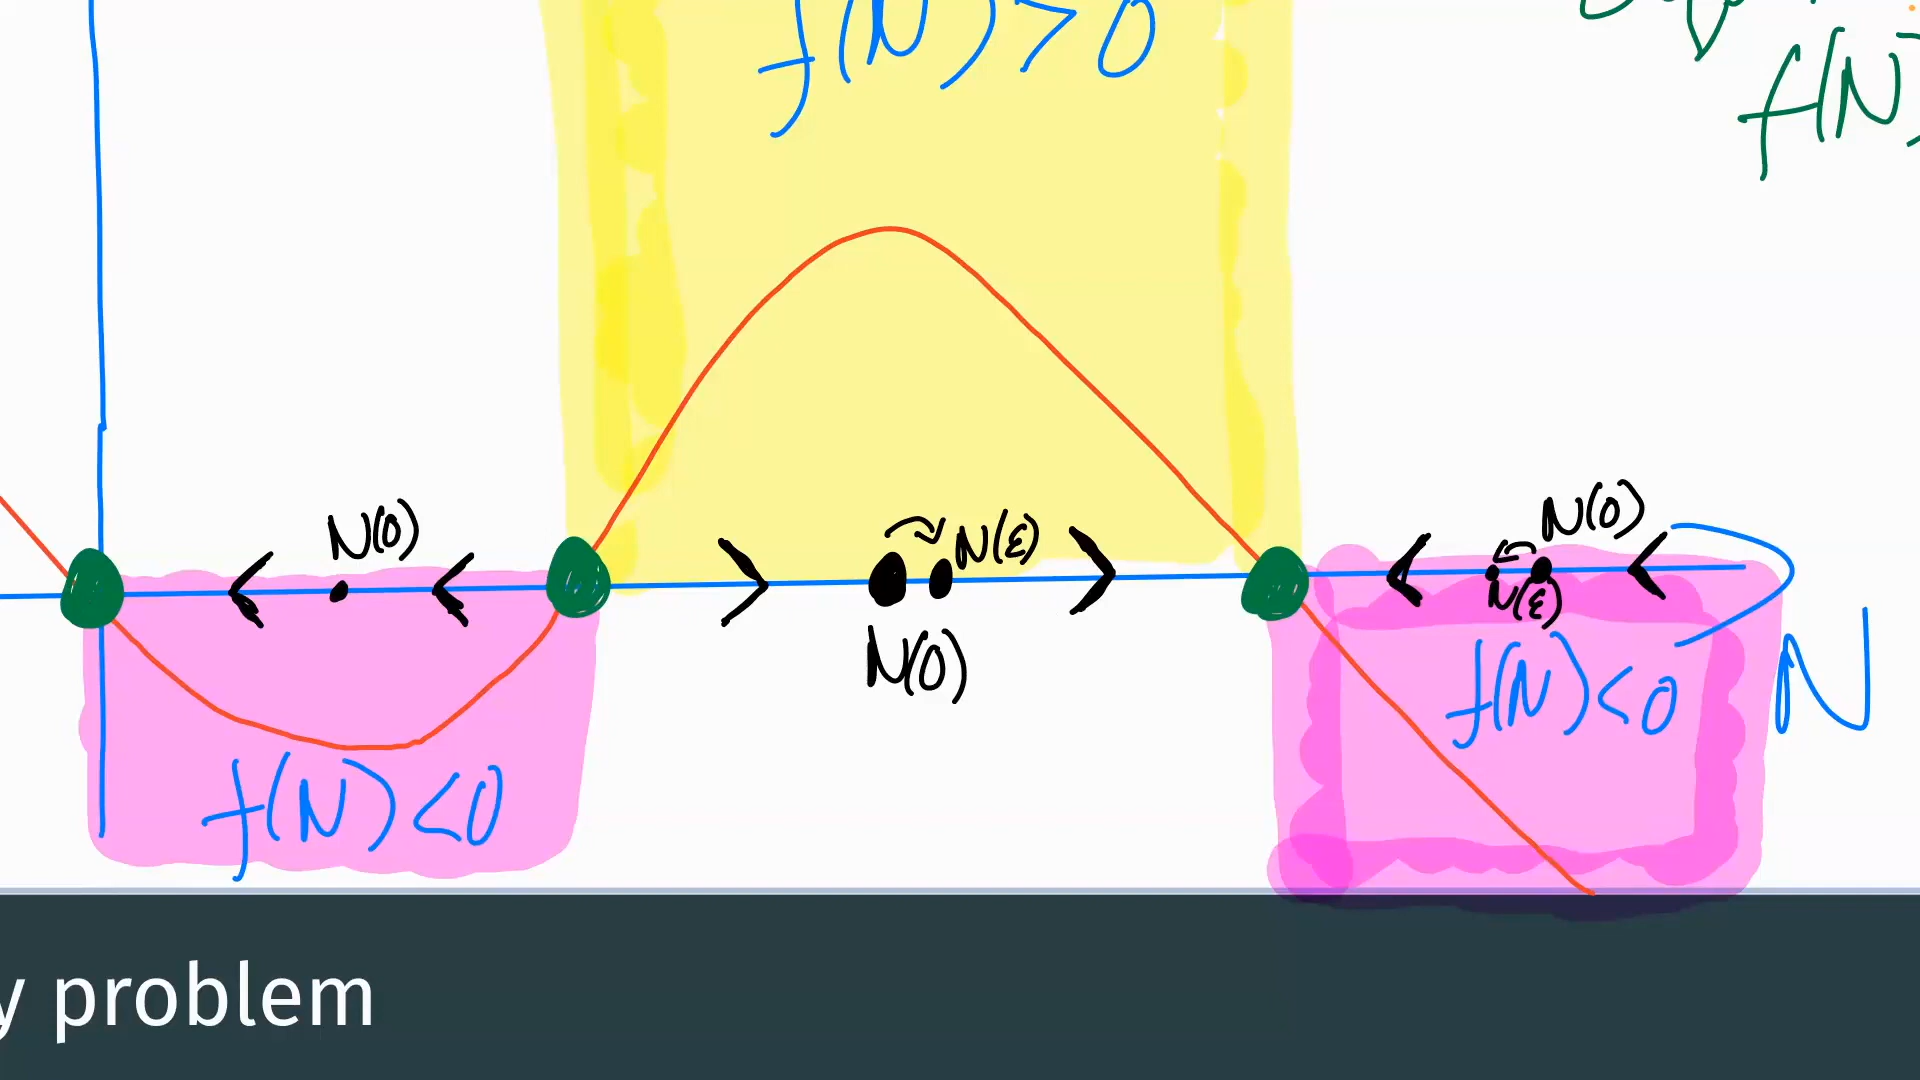 f(N) > 0
f(N)
N(0)
N(0)
N(ε)
N(ε)
N(0)
f(N) < 0
N
f(N) < 0
y problem